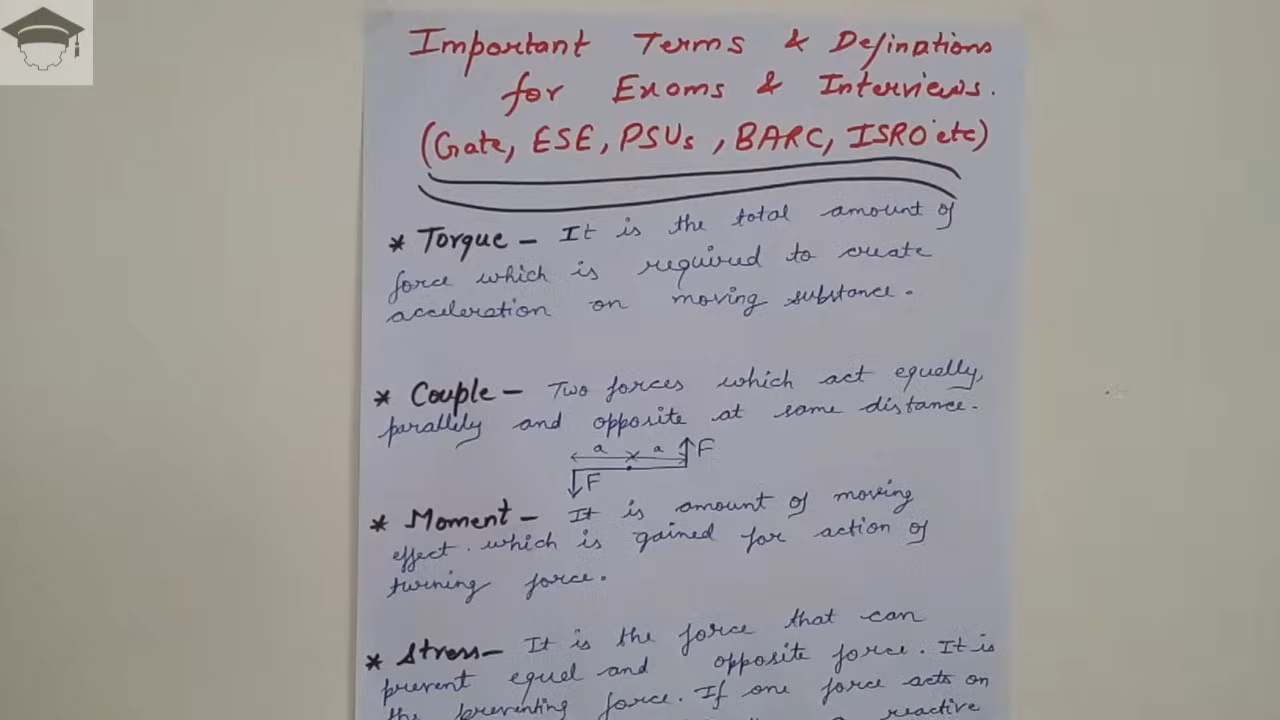 Important Terms & Definations
for Exams & Interviews.
(Gate, ESE, PSUs, BARC, ISRO etc)
* Torque - It is the total amount of
force which is required to create
acceleration on moving substance.
* Couple - Two forces which act equally,
parallely and opposite at same distance.
a a F
F
* Moment - It is amount of moving
effect. which is gained for action of
turning force.
* Stress - It is the force that can
prevent equal and opposite force. It is
the preventing force. If one force acts on
a reactive